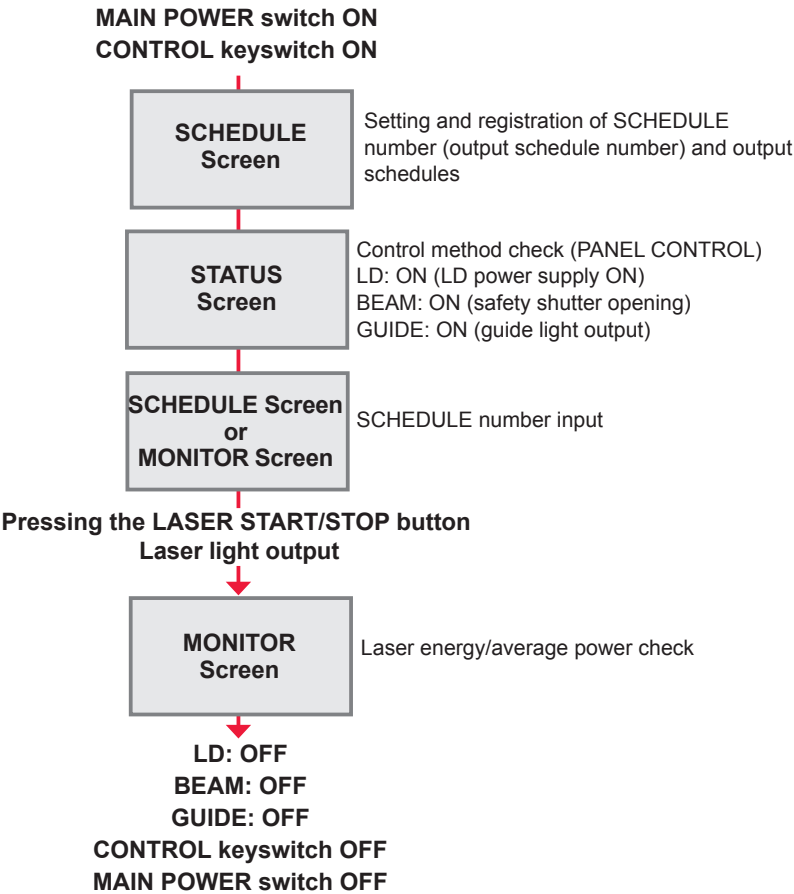 MAIN POWER switch ON
CONTROL keyswitch ON
SCHEDULE
Screen
Setting and registration of SCHEDULE
number (output schedule number) and output
schedules
STATUS
Screen
Control method check (PANEL CONTROL)
LD: ON (LD power supply ON)
BEAM: ON (safety shutter opening)
GUIDE: ON (guide light output)
SCHEDULE Screen
or
MONITOR Screen
SCHEDULE number input
Pressing the LASER START/STOP button
Laser light output
MONITOR
Screen
Laser energy/average power check
LD: OFF
BEAM: OFF
GUIDE: OFF
CONTROL keyswitch OFF
MAIN POWER switch OFF